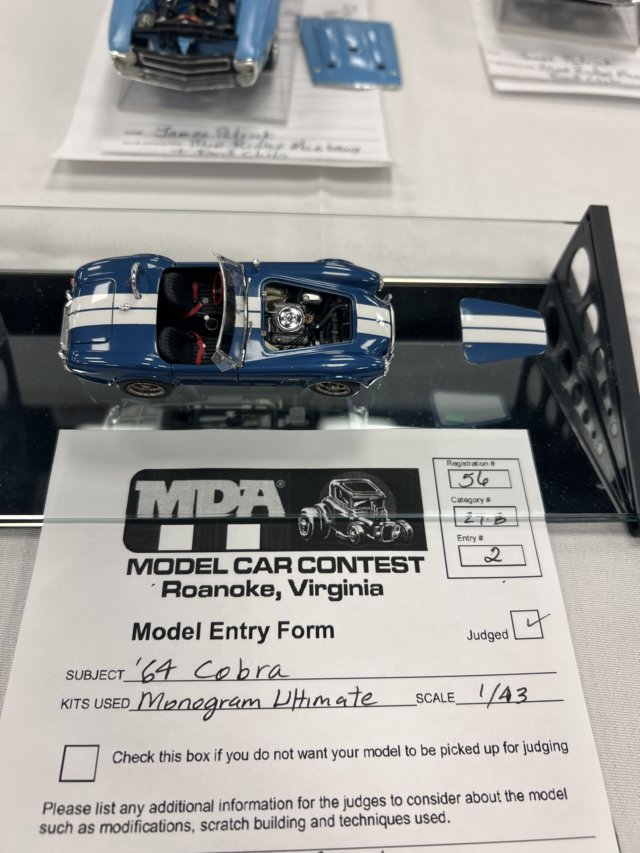 James
MDA®
MODEL CAR CONTEST
Roanoke, Virginia
Registration #
56
Category #
27-B
Entry #
2
Model Entry Form
Judged ✓
SUBJECT '64 Cobra
KITS USED Monogram Ultimate SCALE 1/43
Check this box if you do not want your model to be picked up for judging
Please list any additional information for the judges to consider about the model
such as modifications, scratch building and techniques used.